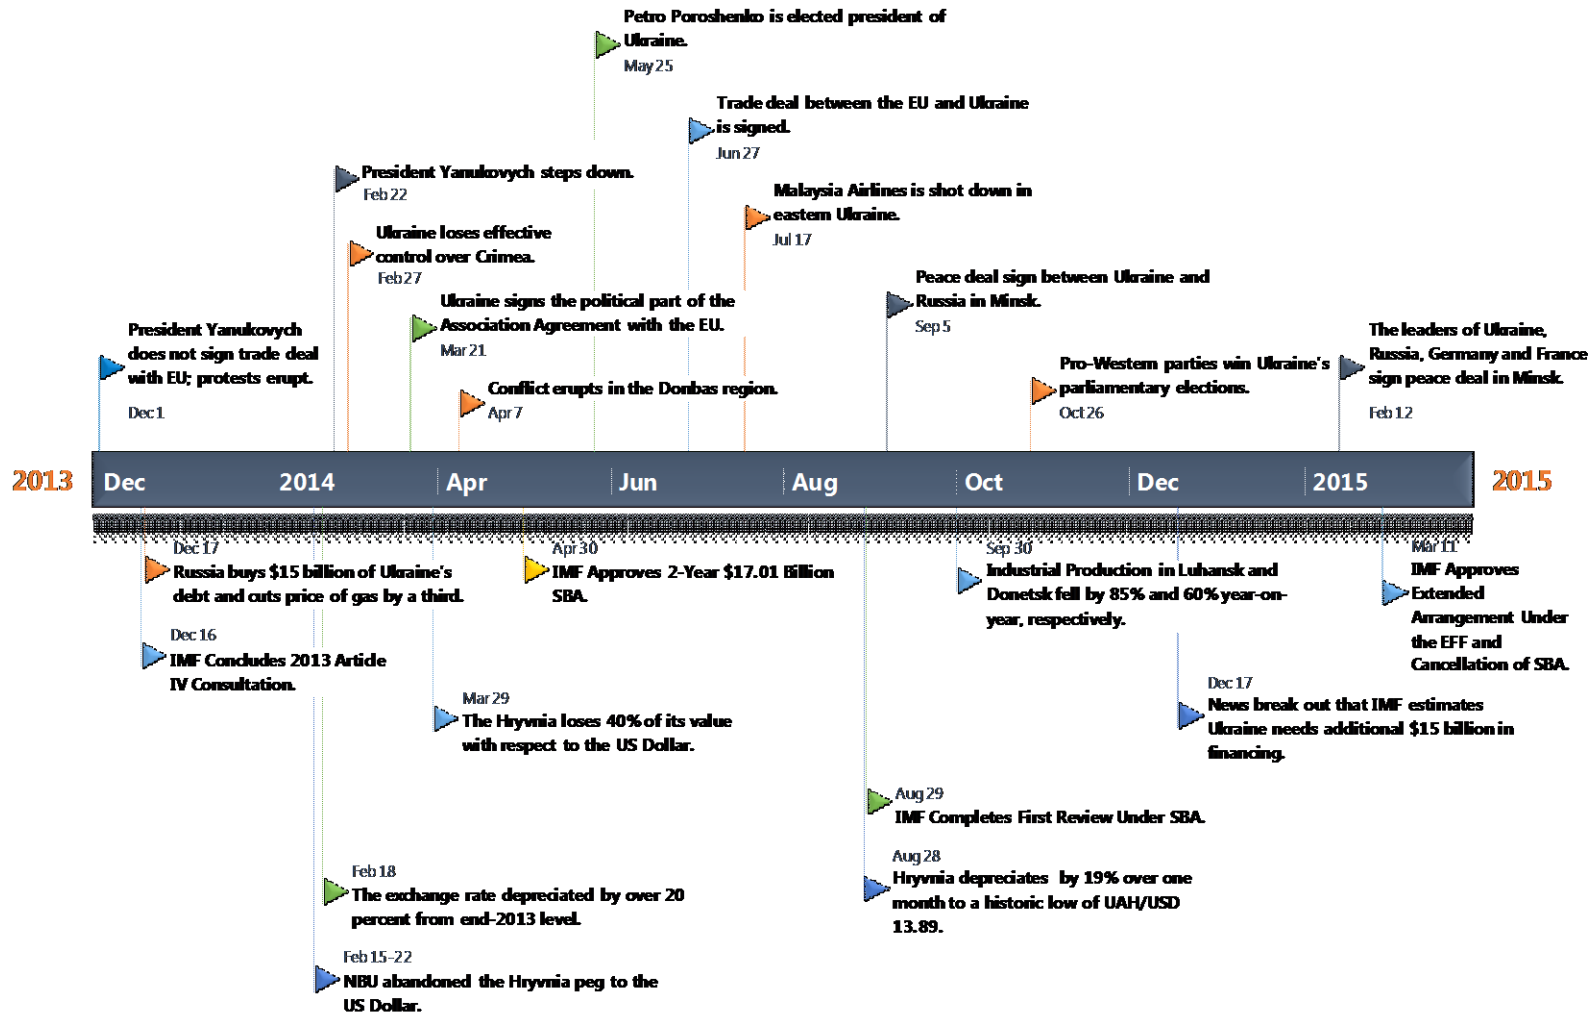 Petro Poroshenko is elected president of
Ukraine.
May 25
Trade deal between the EU and Ukraine
is signed.
Jun 27
President Yanukovych steps down.
Feb 22
Malaysia Airlines is shot down in
eastern Ukraine.
Jul 17
Ukraine loses effective
control over Crimea.
Feb 27
Peace deal sign between Ukraine and
Russia in Minsk.
Sep 5
Ukraine signs the political part of the
Association Agreement with the EU.
Mar 21
President Yanukovych
does not sign trade deal
with EU; protests erupt.
Dec 1
The leaders of Ukraine,
Russia, Germany and France
sign peace deal in Minsk.
Feb 12
Pro-Western parties win Ukraine's
parliamentary elections.
Oct 26
Conflict erupts in the Donbas region.
Apr 7
2013 Dec 2014 Apr Jun Aug Oct Dec 2015 2015
Dec 17
Russia buys $15 billion of Ukraine's
debt and cuts price of gas by a third.
Apr 30
IMF Approves 2-Year $17.01 Billion
SBA.
Sep 30
Industrial Production in Luhansk and
Donetsk fell by 85% and 60% year-on-
year, respectively.
Mar 11
IMF Approves
Extended
Arrangement Under
the EFF and
Cancellation of SBA.
Dec 16
IMF Concludes 2013 Article
IV Consultation.
Mar 29
The Hryvnia loses 40% of its value
with respect to the US Dollar.
Dec 17
News break out that IMF estimates
Ukraine needs additional $15 billion in
financing.
Aug 29
IMF Completes First Review Under SBA.
Aug 28
Hryvnia depreciates by 19% over one
month to a historic low of UAH/USD
13.89.
Feb 18
The exchange rate depreciated by over 20
percent from end-2013 level.
Feb 15-22
NBU abandoned the Hryvnia peg to the
US Dollar.